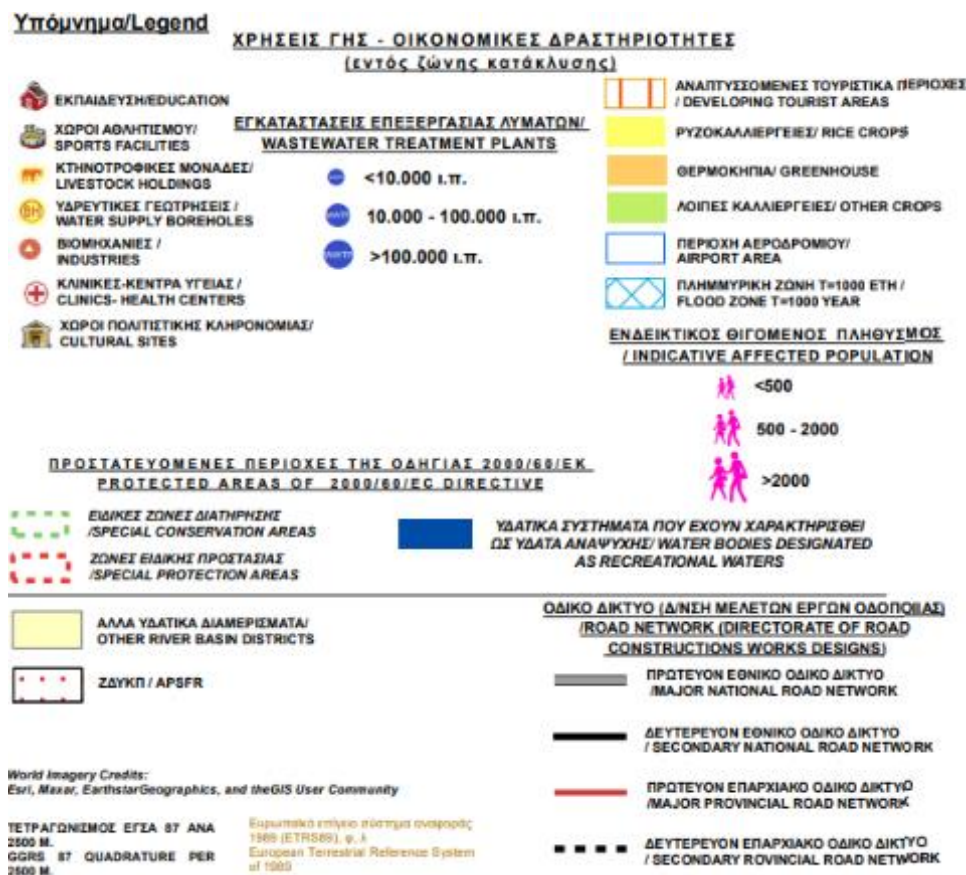 Υπόμνημα/Legend
ΧΡΗΣΕΙΣ ΓΗΣ - ΟΙΚΟΝΟΜΙΚΕΣ ΔΡΑΣΤΗΡΙΟΤΗΤΕΣ
(εντός ζώνης κατάκλυσης)
ΕΚΠΑΙΔΕΥΣΗ/EDUCATION
ΧΩΡΟΙ ΑΘΛΗΤΙΣΜΟΥ/
SPORTS FACILITIES
ΚΤΗΝΟΤΡΟΦΙΚΕΣ ΜΟΝΑΔΕΣ/
LIVESTOCK HOLDINGS
BH
ΥΔΡΕΥΤΙΚΕΣ ΓΕΩΤΡΗΣΕΙΣ /
WATER SUPPLY BOREHOLES
ΒΙΟΜΗΧΑΝΙΕΣ /
INDUSTRIES
ΚΛΙΝΙΚΕΣ-ΚΕΝΤΡΑ ΥΓΕΙΑΣ /
CLINICS- HEALTH CENTERS
ΧΩΡΟΙ ΠΟΛΙΤΙΣΤΙΚΗΣ ΚΛΗΡΟΝΟΜΙΑΣ/
CULTURAL SITES
ΕΓΚΑΤΑΣΤΑΣΕΙΣ ΕΠΕΞΕΡΓΑΣΙΑΣ ΛΥΜΑΤΩΝ/
WASTEWATER TREATMENT PLANTS
<10.000 ι.π.
10.000 - 100.000 ι.π.
>100.000 ι.π.
ΑΝΑΠΤΥΣΣΟΜΕΝΕΣ ΤΟΥΡΙΣΤΙΚΑ ΠΕΡΙΟΧΕΣ
/ DEVELOPING TOURIST AREAS
ΡΥΖΟΚΑΛΛΙΕΡΓΕΙΕΣ/ RICE CROPS
ΘΕΡΜΟΚΗΠΙΑ/ GREENHOUSE
ΛΟΙΠΕΣ ΚΑΛΛΙΕΡΓΕΙΕΣ/ OTHER CROPS
ΠΕΡΙΟΧΗ ΑΕΡΟΔΡΟΜΙΟΥ/
AIRPORT AREA
ΠΛΗΜΜΥΡΙΚΗ ΖΩΝΗ Τ=1000 ΕΤΗ /
FLOOD ZONE T=1000 YEAR
ΕΝΔΕΙΚΤΙΚΟΣ ΘΙΓΟΜΕΝΟΣ ΠΛΗΘΥΣΜΟΣ
/ INDICATIVE AFFECTED POPULATION
<500
500 - 2000
>2000
ΠΡΟΣΤΑΤΕΥΟΜΕΝΕΣ ΠΕΡΙΟΧΕΣ ΤΗΣ ΟΔΗΓΙΑΣ 2000/60/ΕΚ
PROTECTED AREAS OF 2000/60/EC DIRECTIVE
ΕΙΔΙΚΕΣ ΖΩΝΕΣ ΔΙΑΤΗΡΗΣΗΣ
/SPECIAL CONSERVATION AREAS
ΖΩΝΕΣ ΕΙΔΙΚΗΣ ΠΡΟΣΤΑΣΙΑΣ
/SPECIAL PROTECTION AREAS
ΥΔΑΤΙΚΑ ΣΥΣΤΗΜΑΤΑ ΠΟΥ ΕΧΟΥΝ ΧΑΡΑΚΤΗΡΙΣΘΕΙ
ΩΣ ΥΔΑΤΑ ΑΝΑΨΥΧΗΣ/ WATER BODIES DESIGNATED
AS RECREATIONAL WATERS
ΑΛΛΑ ΥΔΑΤΙΚΑ ΔΙΑΜΕΡΙΣΜΑΤΑ/
OTHER RIVER BASIN DISTRICTS
ΖΔΥΚΠ / APSFR
ΟΔΙΚΟ ΔΙΚΤΥΟ (Δ/ΝΣΗ ΜΕΛΕΤΩΝ ΕΡΓΩΝ ΟΔΟΠΟΙΙΑΣ)
/ROAD NETWORK (DIRECTORATE OF ROAD
CONSTRUCTIONS WORKS DESIGNS)
ΠΡΩΤΕΥΟΝ ΕΘΝΙΚΟ ΟΔΙΚΟ ΔΙΚΤΥΟ
/MAJOR NATIONAL ROAD NETWORK
ΔΕΥΤΕΡΕΥΟΝ ΕΘΝΙΚΟ ΟΔΙΚΟ ΔΙΚΤΥΟ
/ SECONDARY NATIONAL ROAD NETWORK
ΠΡΩΤΕΥΟΝ ΕΠΑΡΧΙΑΚΟ ΟΔΙΚΟ ΔΙΚΤΥΟ
/MAJOR PROVINCIAL ROAD NETWORK
ΔΕΥΤΕΡΕΥΟΝ ΕΠΑΡΧΙΑΚΟ ΟΔΙΚΟ ΔΙΚΤΥΟ
/ SECONDARY ROVINCIAL ROAD NETWORK
World Imagery Credits:
Esri, Maxar, EarthstarGeographics, and theGIS User Community
ΤΕΤΡΑΓΩΝΙΣΜΟΣ ΕΓΣΑ 87 ΑΝΑ
2500 Μ.
GGRS 87 QUADRATURE PER
2500 M.
Ευρωπαϊκό επίγειο σύστημα αναφοράς
1989 (ETRS89), φ, λ
European Terrestrial Reference System
of 1989